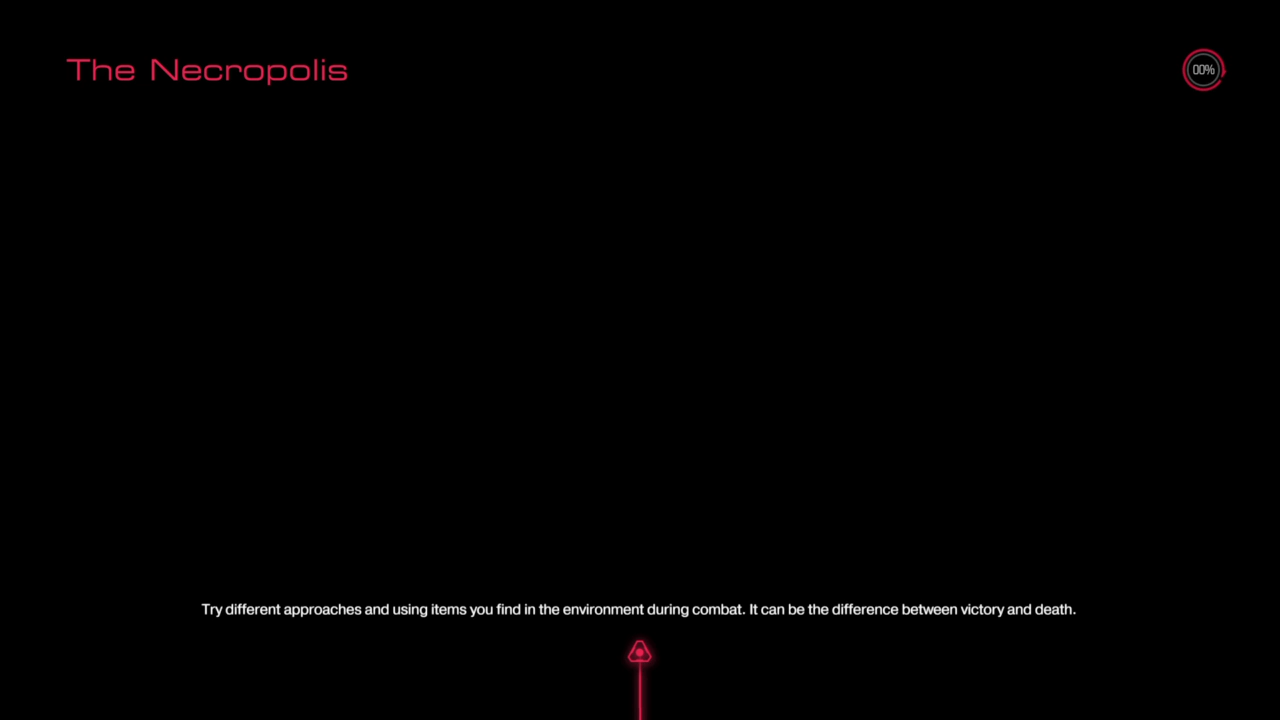 The Necropolis
00%
Try different approaches and using items you find in the environment during combat. It can be the difference between victory and death.